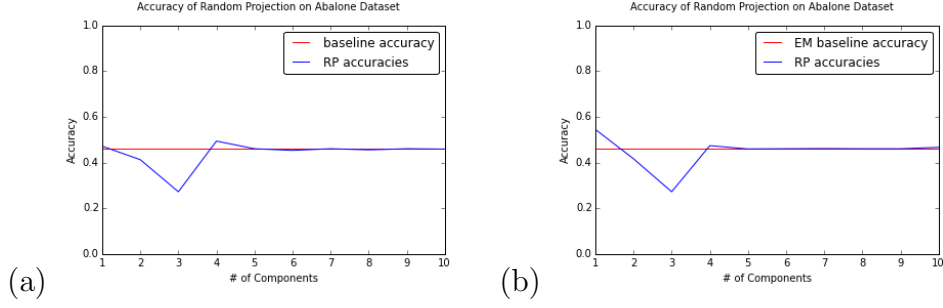 Accuracy of Random Projection on Abalone Dataset
1.0
0.8
0.6
0.4
0.2
0.0
Accuracy
baseline accuracy
RP accuracies
1 2 3 4 5 6 7 8 9 10
# of Components
(a)
Accuracy of Random Projection on Abalone Dataset
1.0
0.8
0.6
0.4
0.2
0.0
Accuracy
EM baseline accuracy
RP accuracies
1 2 3 4 5 6 7 8 9 10
# of Components
(b)